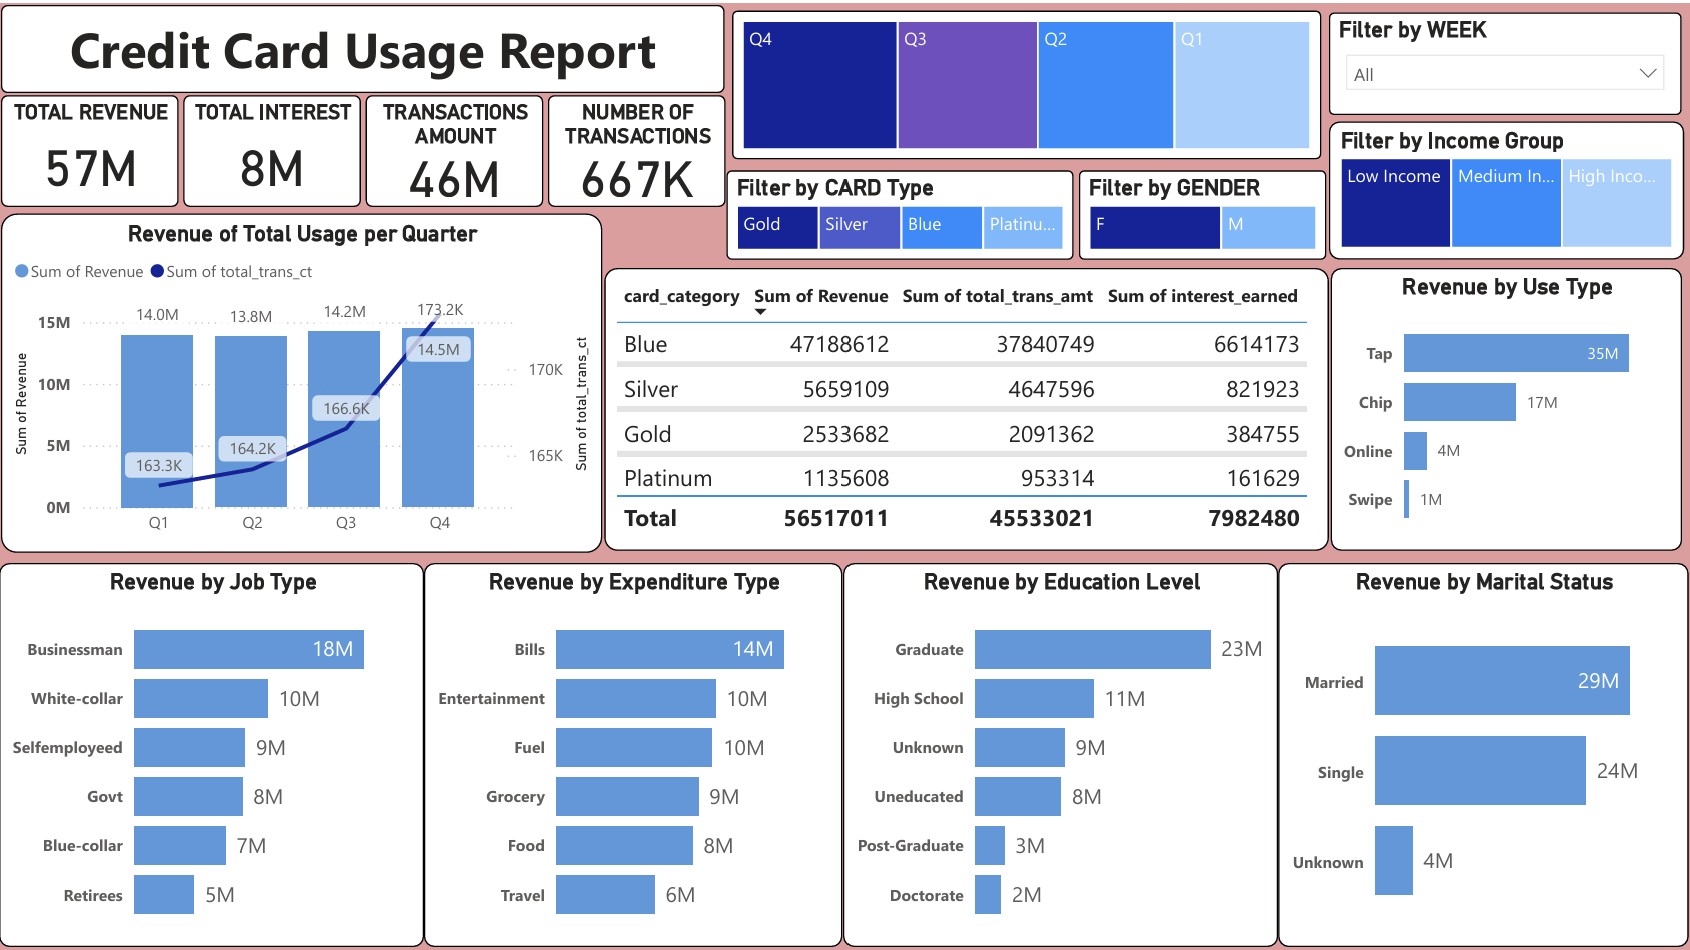 Credit Card Usage Report
TOTAL REVENUE
57M
TOTAL INTEREST
8M
TRANSACTIONS
AMOUNT
46M
NUMBER OF
TRANSACTIONS
667K
Q4
Q3
Q2
Q1
Filter by WEEK
All
Filter by CARD Type
Gold
Silver
Blue
Platinu...
Filter by GENDER
F
M
Filter by Income Group
Low Income
Medium In...
High Inco...
Revenue of Total Usage per Quarter
Sum of Revenue
Sum of total_trans_ct
Sum of Revenue
15M
10M
5M
0M
14.0M
13.8M
14.2M
173.2K
14.5M
166.6K
164.2K
163.3K
170K
165K
Sum of total_trans_ct
Q1
Q2
Q3
Q4
card_category Sum of Revenue Sum of total_trans_amt Sum of interest_earned
Blue 47188612 37840749 6614173
Silver 5659109 4647596 821923
Gold 2533682 2091362 384755
Platinum 1135608 953314 161629
Total 56517011 45533021 7982480
Revenue by Use Type
Tap 35M
Chip 17M
Online 4M
Swipe 1M
Revenue by Job Type
Businessman 18M
White-collar 10M
Selfemployeed 9M
Govt 8M
Blue-collar 7M
Retirees 5M
Revenue by Expenditure Type
Bills 14M
Entertainment 10M
Fuel 10M
Grocery 9M
Food 8M
Travel 6M
Revenue by Education Level
Graduate 23M
High School 11M
Unknown 9M
Uneducated 8M
Post-Graduate 3M
Doctorate 2M
Revenue by Marital Status
Married 29M
Single 24M
Unknown 4M